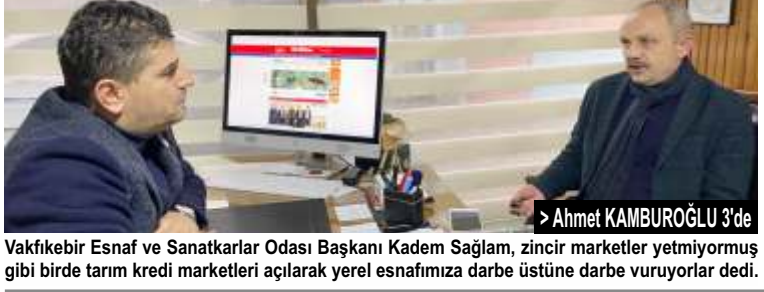 > Ahmet KAMBUROĞLU 3'de
Vakfıkebir Esnaf ve Sanatkarlar Odası Başkanı Kadem Sağlam, zincir marketler yetmiyormuş
gibi birde tarım kredi marketleri açılarak yerel esnafımıza darbe üstüne darbe vuruyorlar dedi.